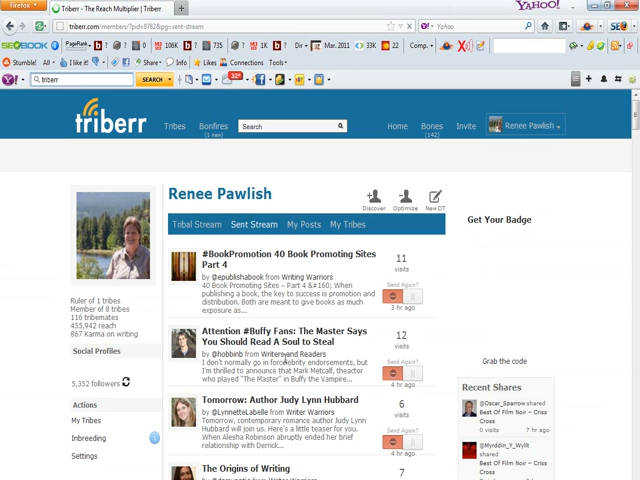 Firefox
Triberr - The Reach Multiplier | Triberr
YAHOO!
triberr.com/members/?pid=8782&pg=sent-stream
Yahoo
SEOBOOK
PageRank
106K
735
1K
Mar. 2011
33K
22
Comp.
Stumble!
All
I like it!
Share
Info
Connections
Tools
triberr
SEARCH
triberr
Tribes
Bonfires
(1 new)
Search
Home
Bones
(142)
Invite
Renee Pawlish
Renee Pawlish
Discover
Optimize
New DT
Tribal Stream
Sent Stream
My Posts
My Tribes
Get Your Badge
#BookPromotion 40 Book Promoting Sites
Part 4
by @epublishabook from Writing Warriors
40 Book Promoting Sites – Part 4 &#160; When
publishing a book, the key to success is promotion and
distribution. Both are meant to give books as much
exposure as...
11
visits
Send Again?
3 hr ago
Attention #Buffy Fans: The Master Says
You Should Read A Soul to Steal
by @hobbinb from Writers and Readers
I don't normally go in for celebrity endorsements, but
I'm thrilled to announce that Mark Metcalf, the actor
who played "The Master" in Buffy the Vampire...
12
visits
Send Again?
4 hr ago
Tomorrow: Author Judy Lynn Hubbard
by @LynnetteLabelle from Writer Warriors
Tomorrow, contemporary romance author Judy Lynn
Hubbard will join us. Here's a little teaser for you.
When Alesha Robinson abruptly ended her brief
relationship with Derrick...
6
visits
Send Again?
4 hr ago
The Origins of Writing
7
Ruler of 1 tribes
Member of 8 tribes
116 tribemates
455,942 reach
867 Karma on writing
Social Profiles
5,352 followers
Actions
My Tribes
Inbreeding
Settings
Grab the code
Recent Shares
@Oscar_Sparrow shared
Best Of Film Noir – Criss
Cross
0 visits
7 hr ago
@Myrddin_Y_Wyllt
shared
Best Of Film Noir – Criss
Cross